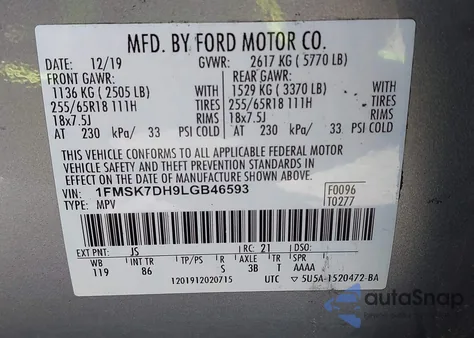 MFD. BY FORD MOTOR CO.
DATE: 12/19 GVWR: 2617 KG ( 5770 LB)
FRONT GAWR: REAR GAWR:
1136 KG ( 2505 LB) 1529 KG ( 3370 LB)
255/65R18 111H TIRES 255/65R18 111H
18x7.5J RIMS 18x7.5J
AT 230 kPa/ 33 PSI COLD AT 230 kPa/ 33 PSI COLD
THIS VEHICLE CONFORMS TO ALL APPLICABLE FEDERAL MOTOR
VEHICLE SAFETY AND THEFT PREVENTION STANDARDS IN EFFECT
ON THE DATE OF MANUFACTURE SHOWN ABOVE.
VIN: 1FMSK7DH9LGB46593 F0096
TYPE: MPV T0277
EXT PNT: JS RC: 21
WB INT TR TP/PS R AXLE TR SPR
119 86 S 3B T AAAA
1201912020715 UTC 5U5A-1520472-BA
autoSnap